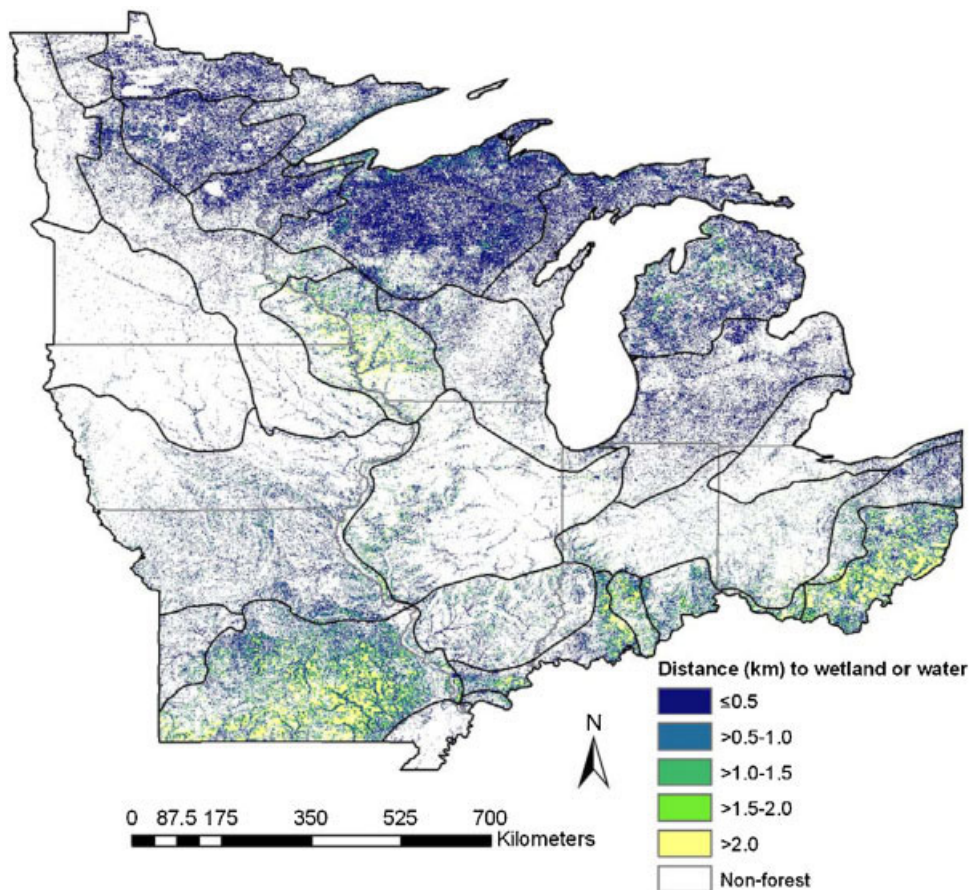 N
0 87.5 175 350 525 700
Kilometers
Distance (km) to wetland or water
≤0.5
>0.5-1.0
>1.0-1.5
>1.5-2.0
>2.0
Non-forest